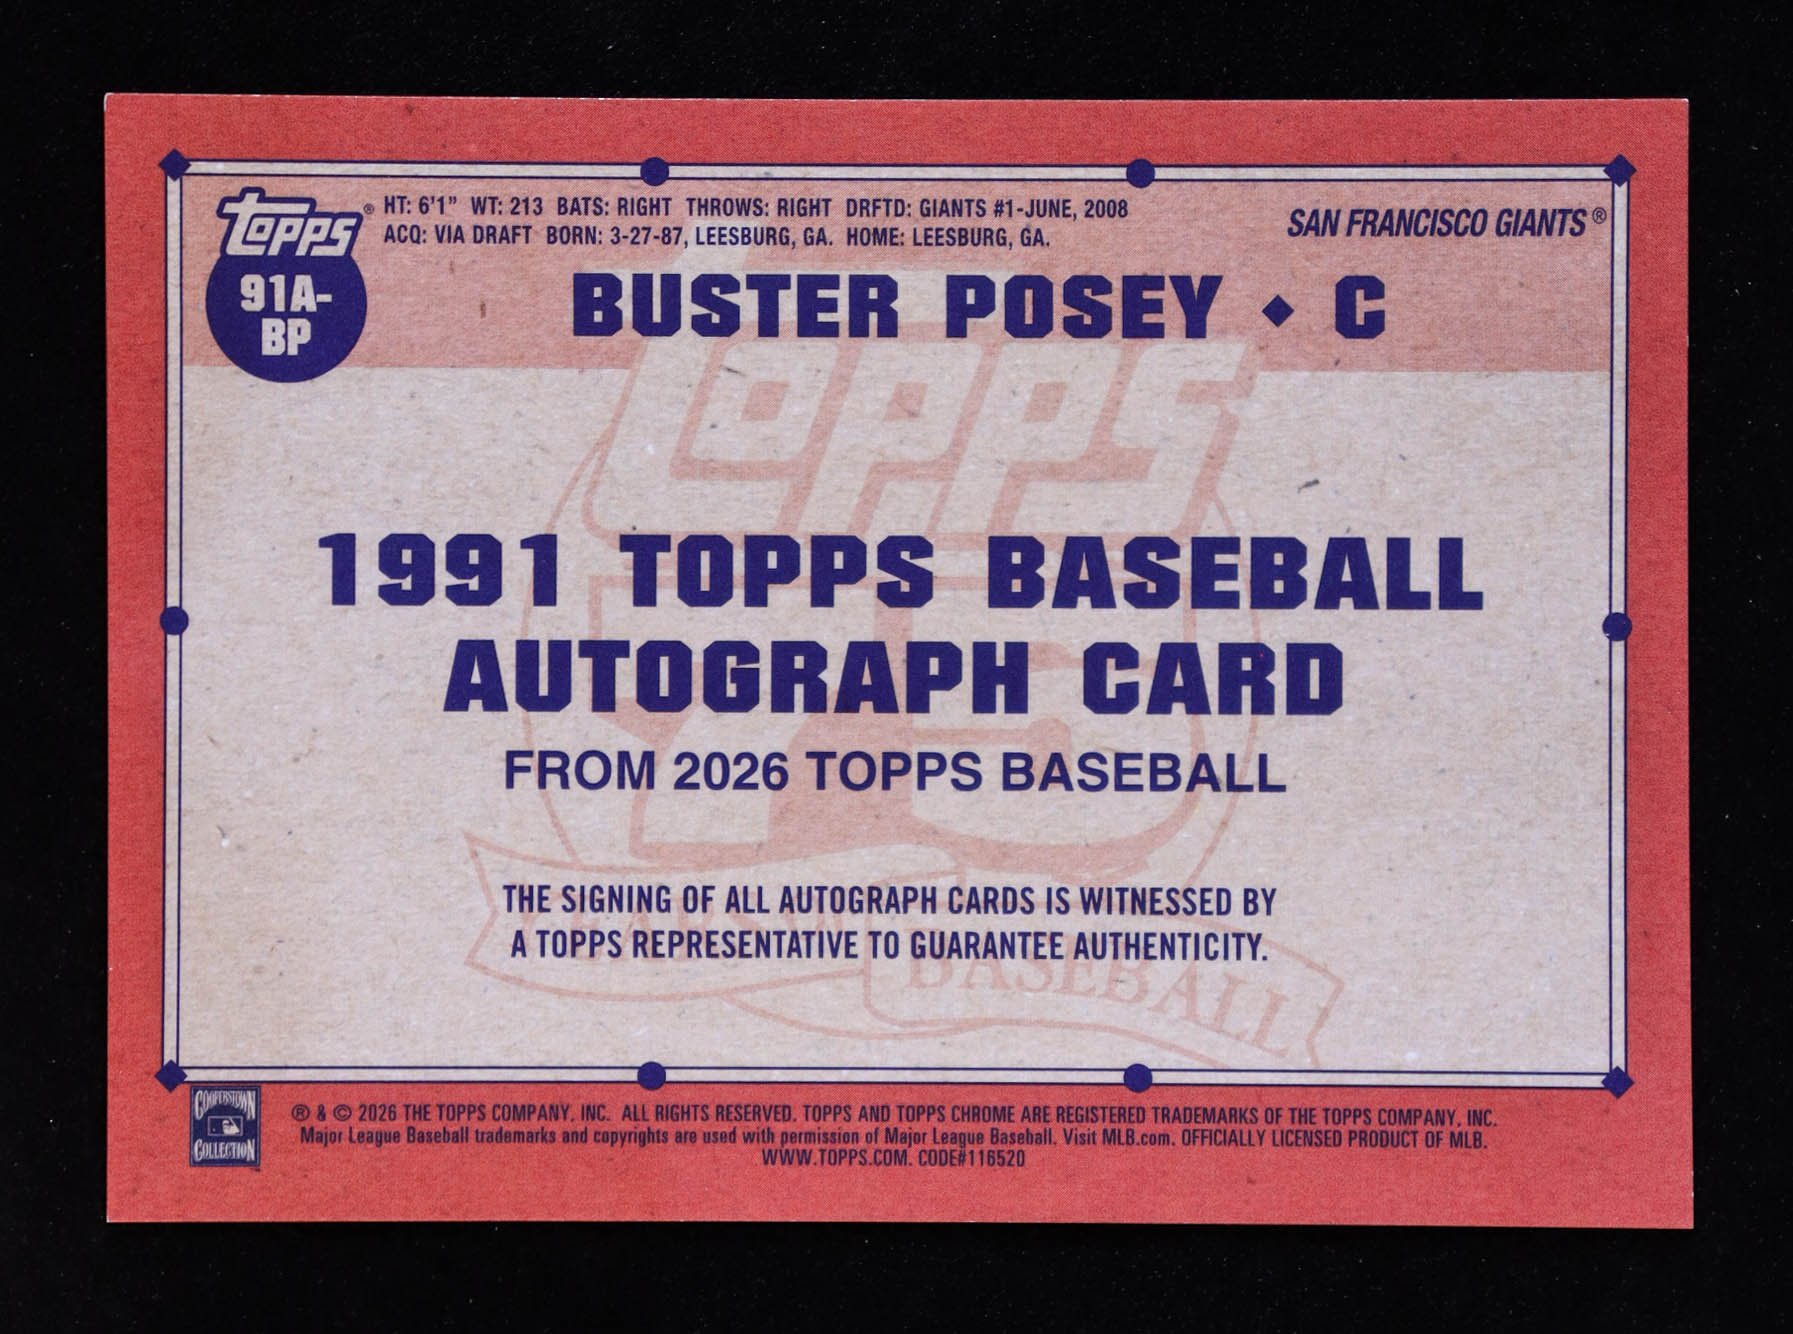 topps ® HT: 6'1" WT: 213 BATS: RIGHT THROWS: RIGHT DRFTD: GIANTS #1-JUNE, 2008
ACQ: VIA DRAFT BORN: 3-27-87, LEESBURG, GA. HOME: LEESBURG, GA.
SAN FRANCISCO GIANTS®
91A-
BP
BUSTER POSEY ◆ C
topps
75
1991 TOPPS BASEBALL
AUTOGRAPH CARD
FROM 2026 TOPPS BASEBALL
THE SIGNING OF ALL AUTOGRAPH CARDS IS WITNESSED BY
A TOPPS REPRESENTATIVE TO GUARANTEE AUTHENTICITY.
BASEBALL
COOPERSTOWN
COLLECTION
® & © 2026 THE TOPPS COMPANY, INC. ALL RIGHTS RESERVED. TOPPS AND TOPPS CHROME ARE REGISTERED TRADEMARKS OF THE TOPPS COMPANY, INC.
Major League Baseball trademarks and copyrights are used with permission of Major League Baseball. Visit MLB.com. OFFICIALLY LICENSED PRODUCT OF MLB.
WWW.TOPPS.COM. CODE#116520